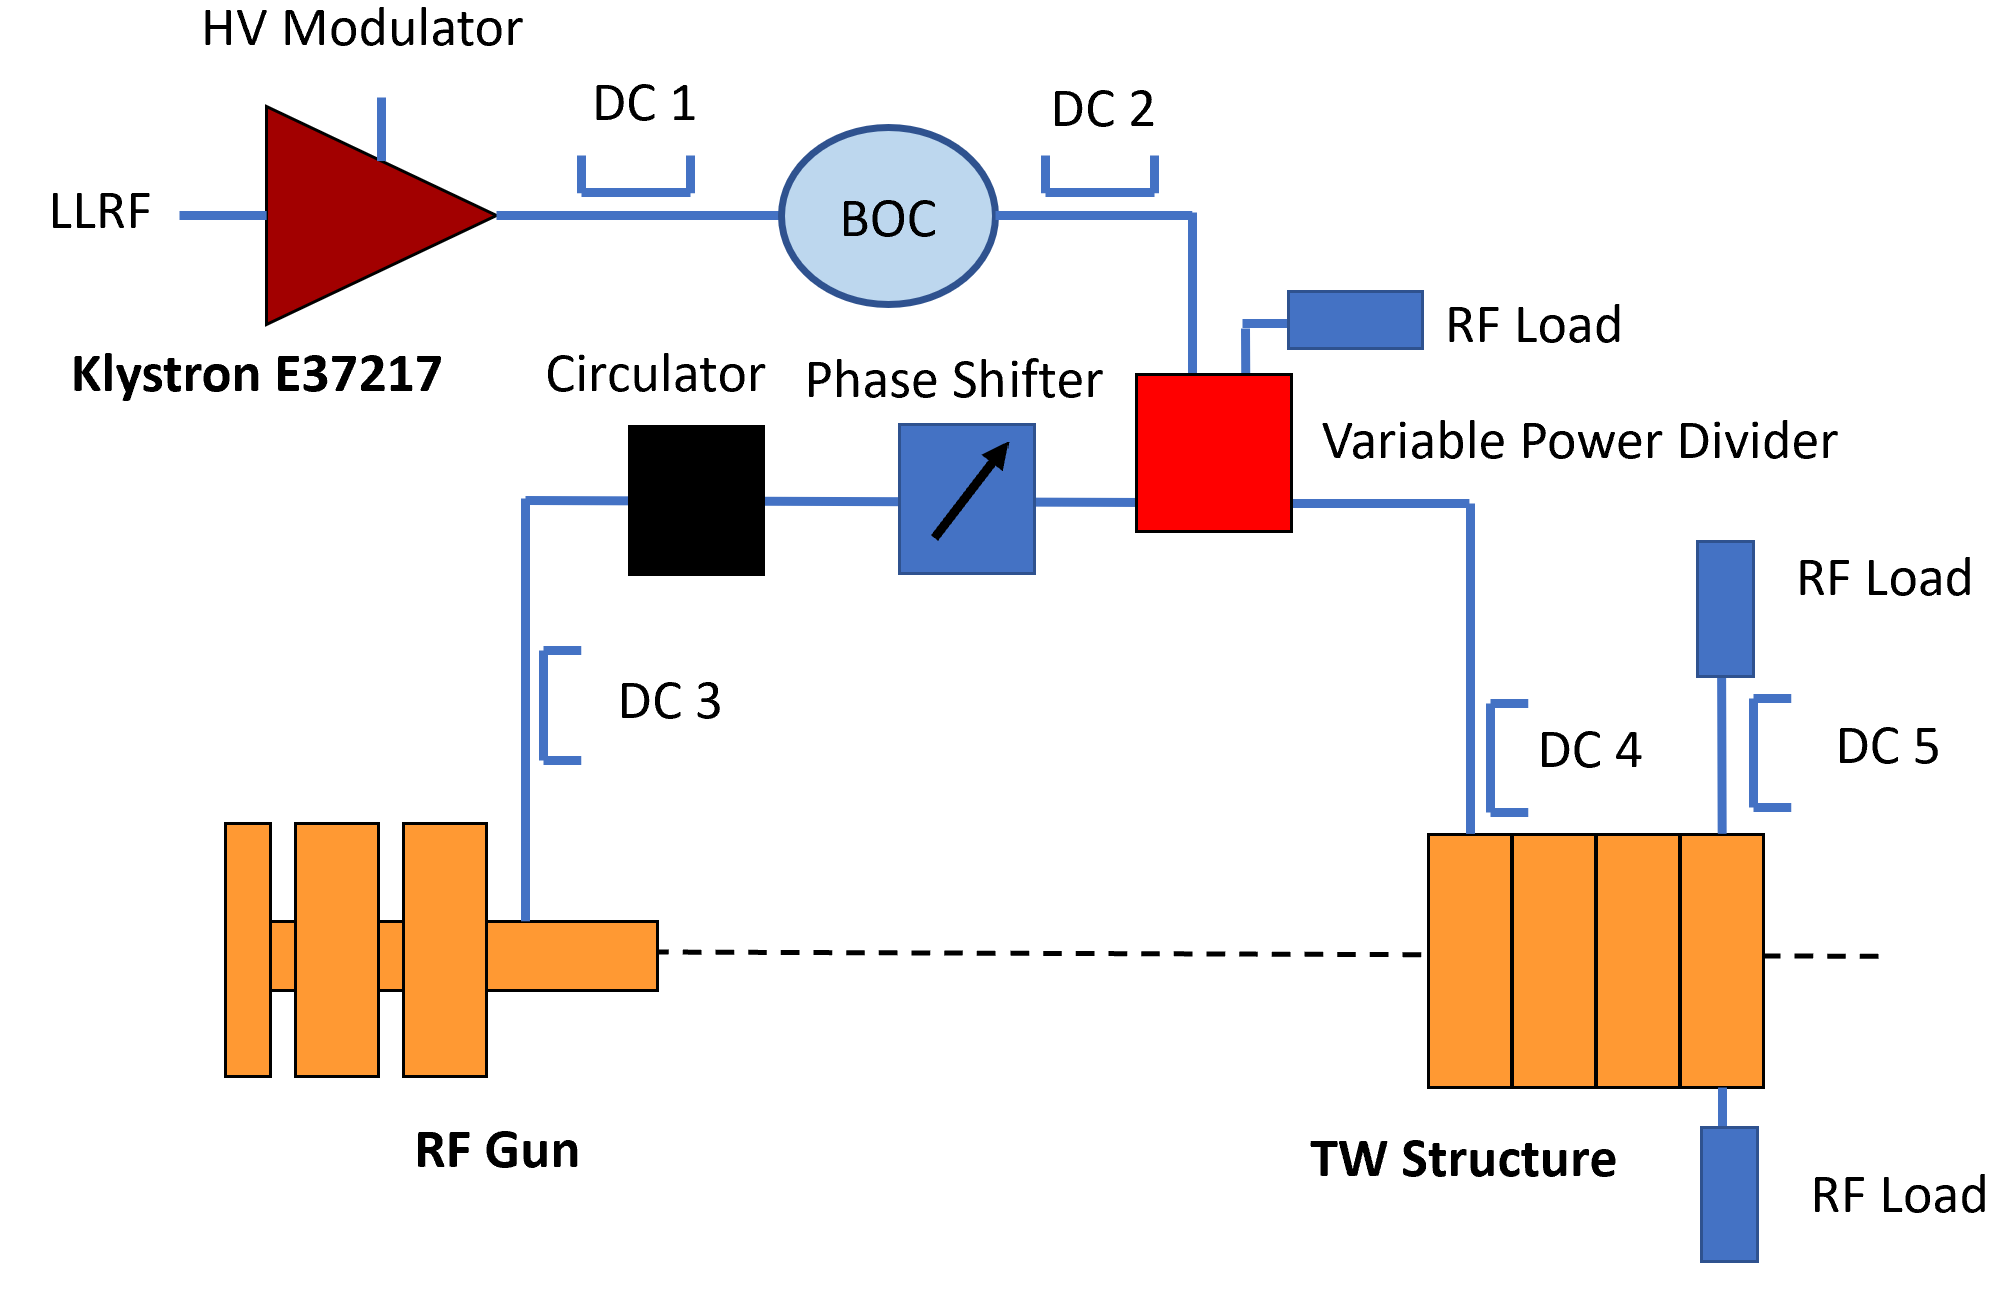 HV Modulator
DC 1
DC 2
LLRF
BOC
RF Load
Klystron E37217
Circulator
Phase Shifter
Variable Power Divider
RF Load
DC 3
DC 4
DC 5
RF Gun
TW Structure
RF Load